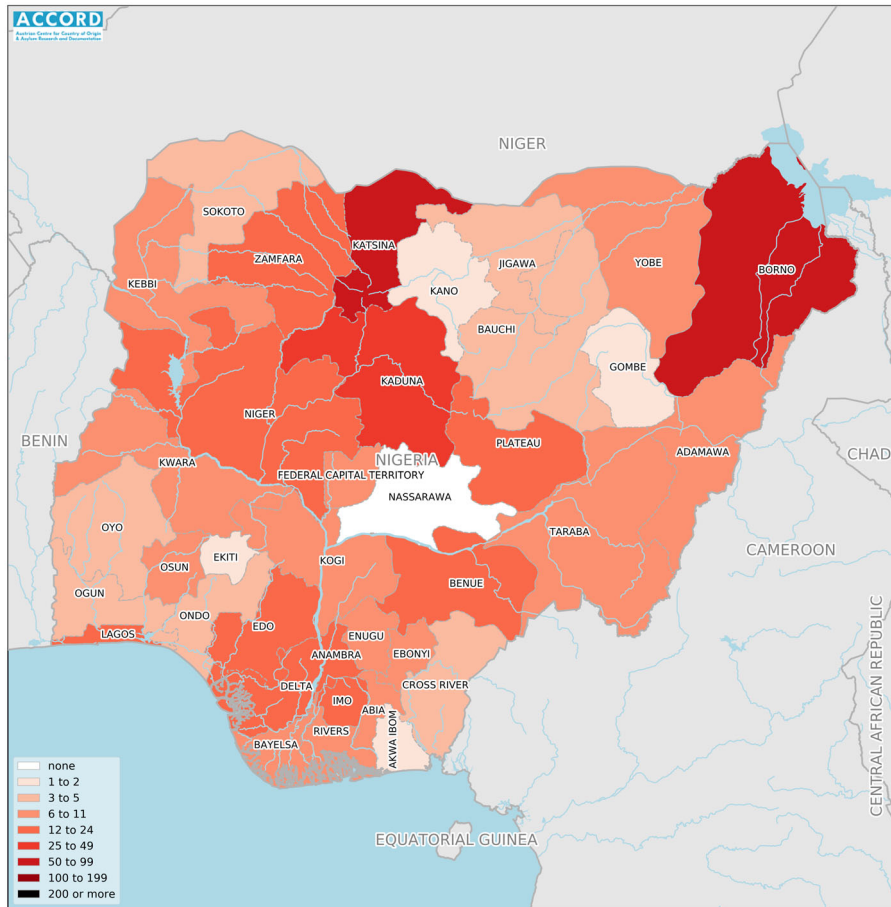 ACCORD
Austrian Centre for Country of Origin
& Asylum Research and Documentation
NIGER
SOKOTO
KATSINA
ZAMFARA
JIGAWA
YOBE
BORNO
KEBBI
KANO
BAUCHI
GOMBE
KADUNA
NIGER
BENIN
PLATEAU
ADAMAWA
CHAD
KWARA
NIGERIA
FEDERAL CAPITAL TERRITORY
NASSARAWA
OYO
TARABA
CAMEROON
EKITI
KOGI
OSUN
BENUE
OGUN
ONDO
EDO
LAGOS
ENUGU
ANAMBRA
EBONYI
DELTA
CROSS RIVER
IMO
ABIA
RIVERS
BAYELSA
AKWA IBOM
CENTRAL AFRICAN REPUBLIC
EQUATORIAL GUINEA
none
1 to 2
3 to 5
6 to 11
12 to 24
25 to 49
50 to 99
100 to 199
200 or more